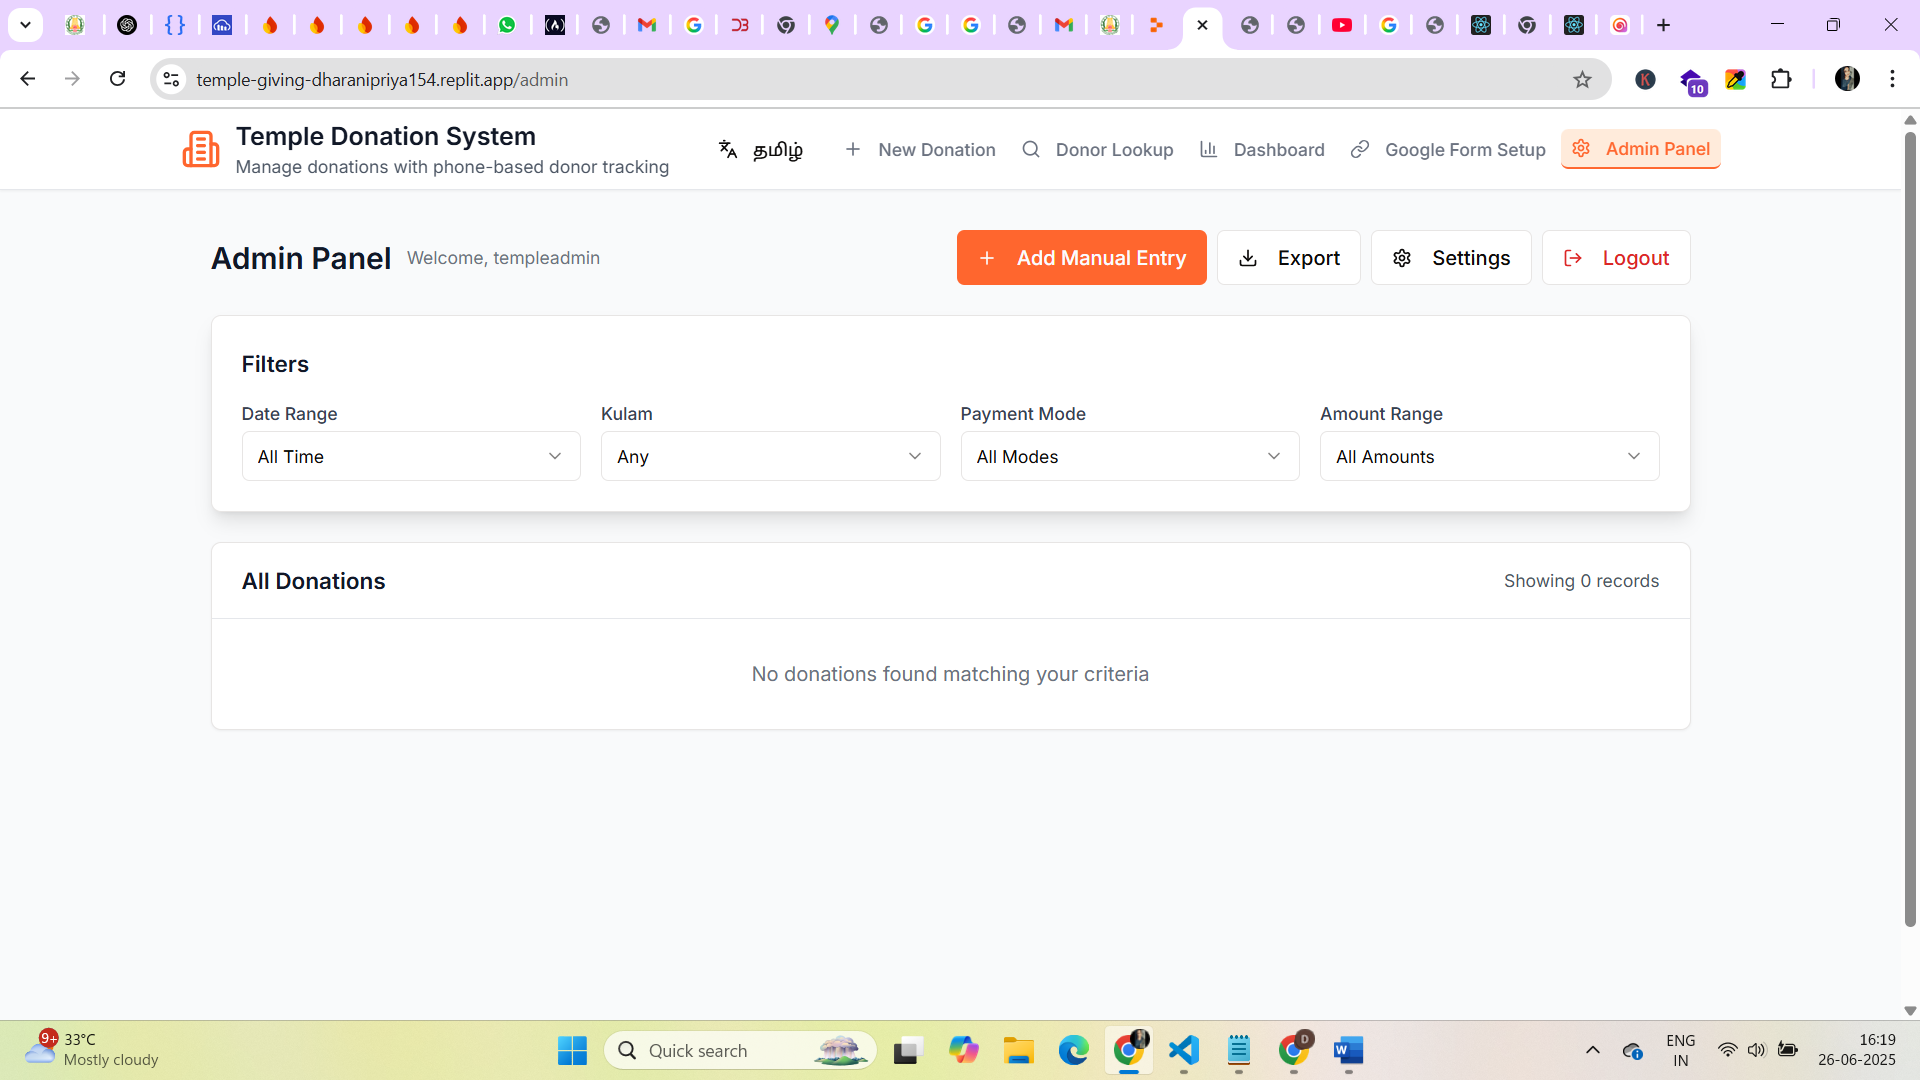 temple-giving-dharanipriya154.replit.app/admin
K
10
Temple Donation System
Manage donations with phone-based donor tracking
தமிழ்
New Donation
Donor Lookup
Dashboard
Google Form Setup
Admin Panel
Admin Panel
Welcome, templeadmin
Add Manual Entry
Export
Settings
Logout
Filters
Date Range
Kulam
Payment Mode
Amount Range
All Time
Any
All Modes
All Amounts
All Donations
Showing 0 records
No donations found matching your criteria
9+
33°C
Mostly cloudy
Quick search
D
ENG
IN
16:19
26-06-2025